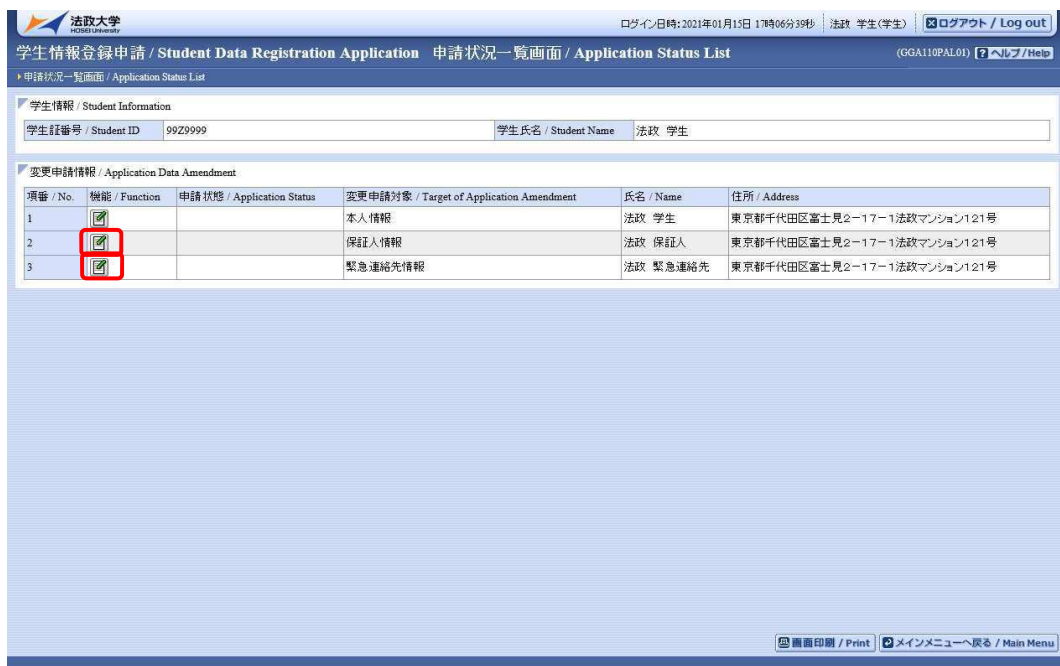 法政大学
HOSEI University
ログイン日時:2021年01月15日 17時06分39秒 法政 学生(学生) ログアウト / Log out
学生情報登録申請 / Student Data Registration Application 申請状況一覧画面 / Application Status List (GGA110PAL01) ? ヘルプ/Help
申請状況一覧画面 / Application Status List
学生情報 / Student Information
学生証番号 / Student ID 99Z9999 学生氏名 / Student Name 法政 学生
変更申請情報 / Application Data Amendment
項番 / No. 機能 / Function 申請状態 / Application Status 変更申請対象 / Target of Application Amendment 氏名 / Name 住所 / Address
1 本人情報 法政 学生 東京都千代田区富士見2-17-1法政マンション121号
2 保証人情報 法政 保証人 東京都千代田区富士見2-17-1法政マンション121号
3 緊急連絡先情報 法政 緊急連絡先 東京都千代田区富士見2-17-1法政マンション121号
画面印刷 / Print メインメニューへ戻る / Main Menu